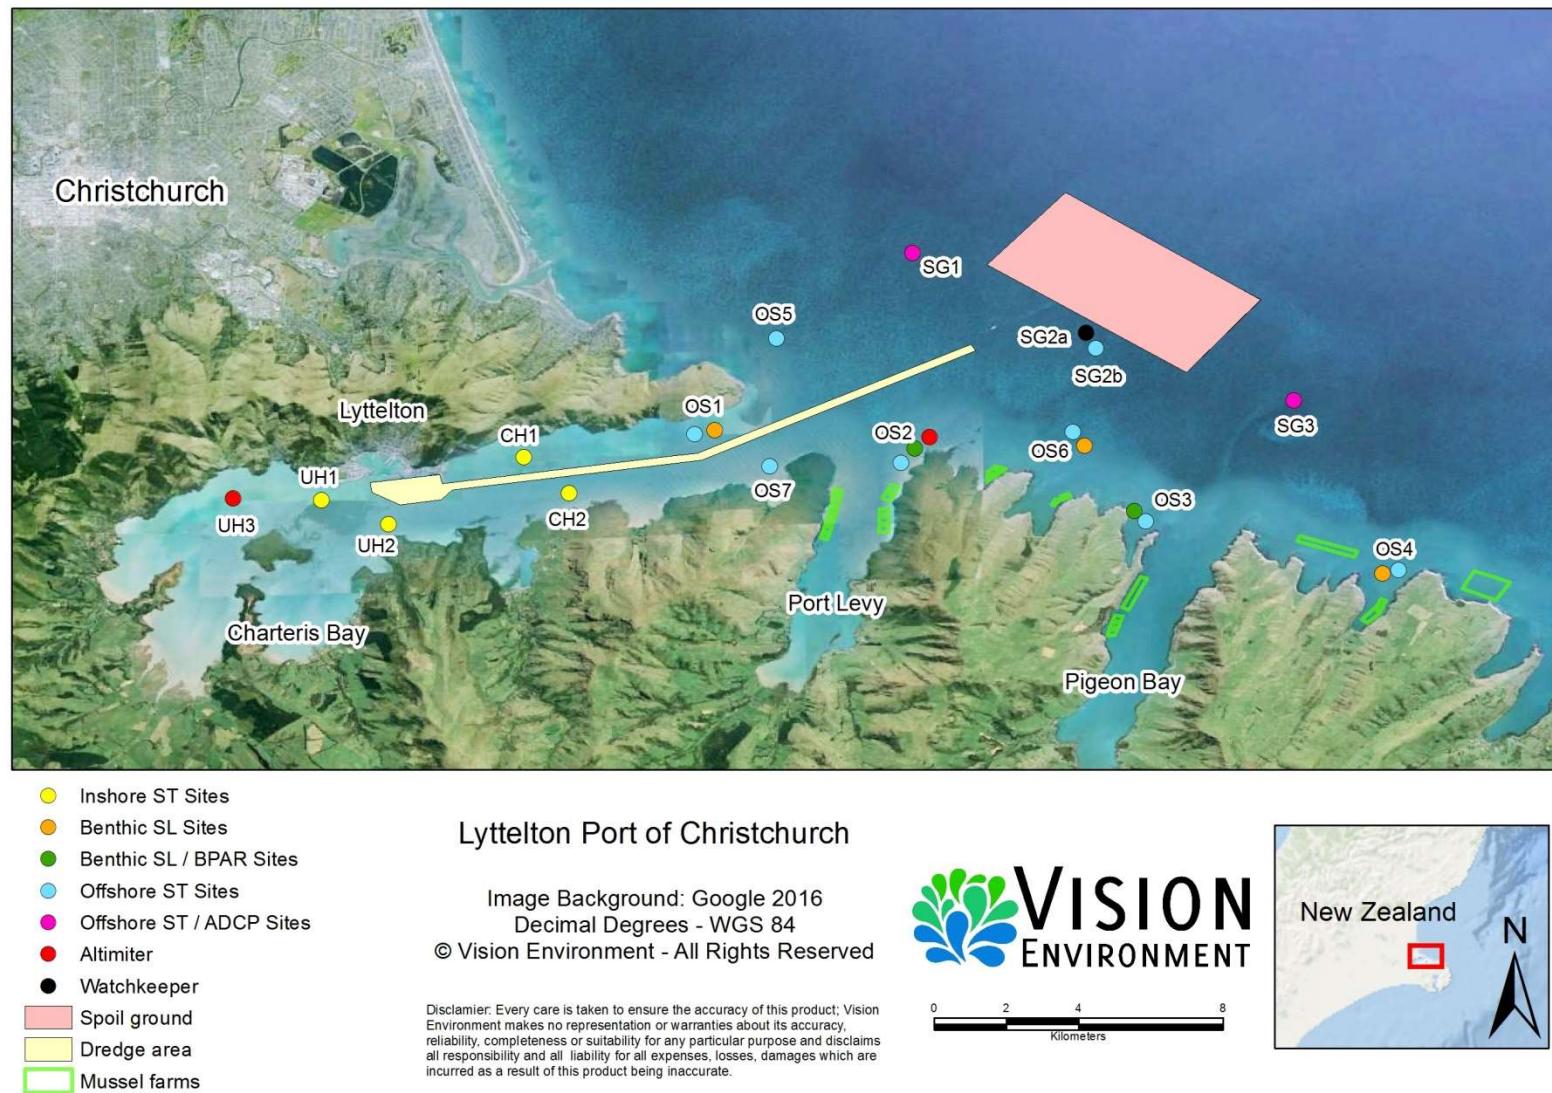 Christchurch
SG1
OS5
SG2a
SG2b
Lyttelton
OS1
SG3
CH1
OS2
OS6
UH1
OS7
OS3
UH3
CH2
UH2
OS4
Port Levy
Charteris Bay
Pigeon Bay
Inshore ST Sites
Benthic SL Sites
Benthic SL / BPAR Sites
Offshore ST Sites
Offshore ST / ADCP Sites
Altimiter
Watchkeeper
Spoil ground
Dredge area
Mussel farms
Lyttelton Port of Christchurch
Image Background: Google 2016
Decimal Degrees - WGS 84
© Vision Environment - All Rights Reserved
Disclamier: Every care is taken to ensure the accuracy of this product; Vision
Environment makes no representation or warranties about its accuracy,
reliability, completeness or suitability for any particular purpose and disclaims
all responsibility and all liability for all expenses, losses, damages which are
incurred as a result of this product being inaccurate.
VISION
ENVIRONMENT
0 2 4 8
Kilometers
New Zealand
N